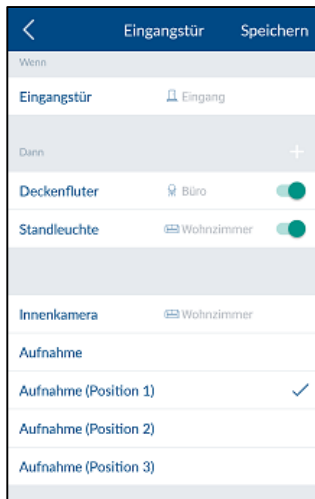 Eingangstür Speichern
Wenn
Eingangstür Eingang
Dann
Deckenfluter Büro
Standleuchte Wohnzimmer
Innenkamera Wohnzimmer
Aufnahme
Aufnahme (Position 1)
Aufnahme (Position 2)
Aufnahme (Position 3)